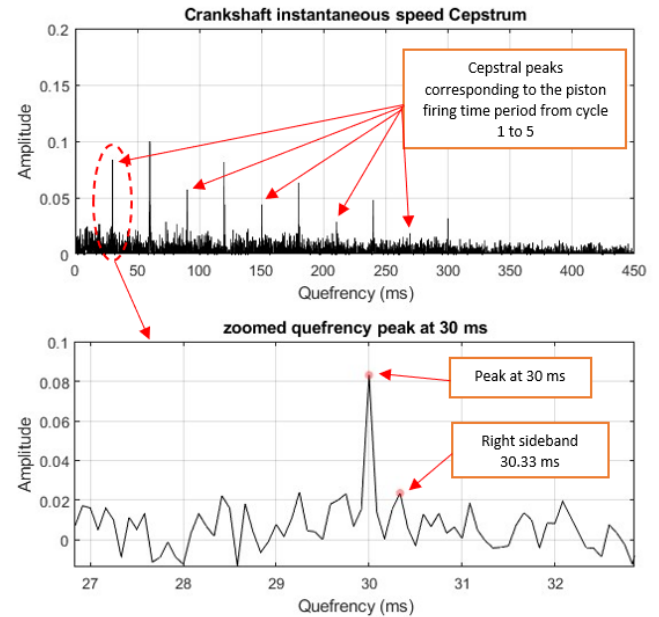 Crankshaft instantaneous speed Cepstrum
0.2
0.15
0.1
0.05
0
Amplitude
Cepstral peaks
corresponding to the piston
firing time period from cycle
1 to 5
0 50 100 150 200 250 300 350 400 450
Quefrency (ms)
zoomed quefrency peak at 30 ms
0.1
0.08
0.06
0.04
0.02
0
Amplitude
Peak at 30 ms
Right sideband
30.33 ms
27 28 29 30 31 32
Quefrency (ms)